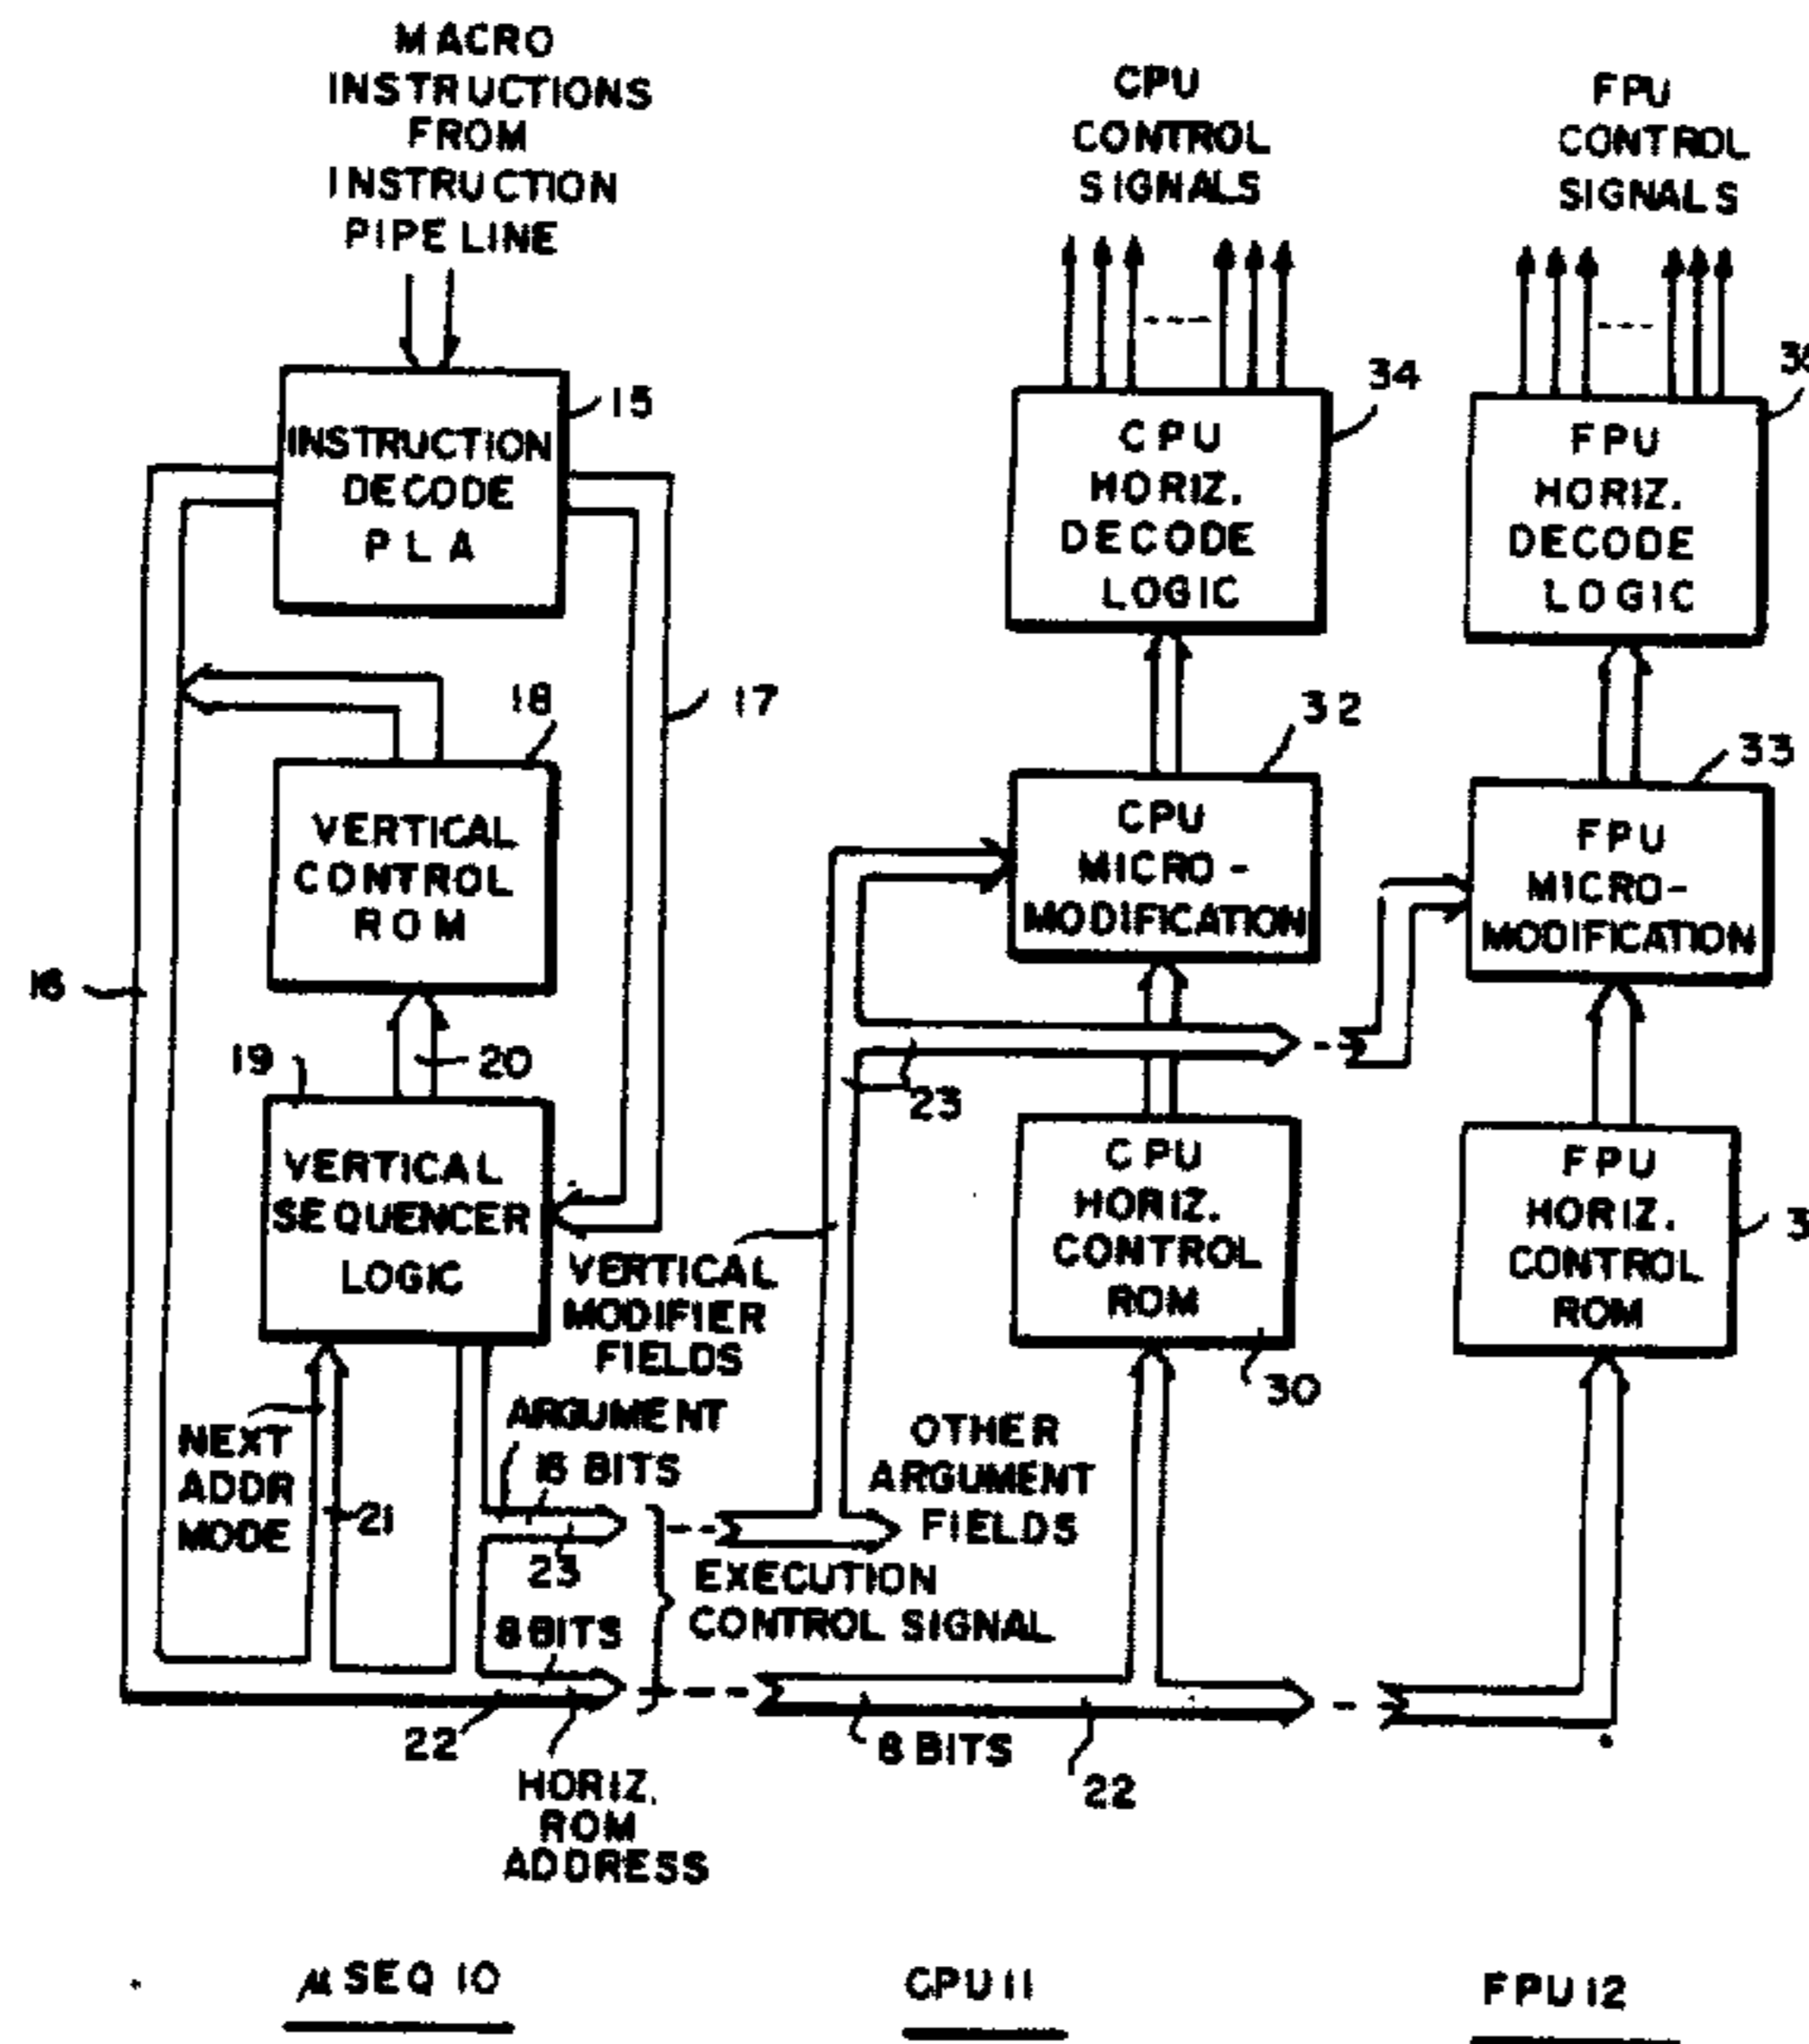 MACRO
INSTRUCTIONS
FROM
INSTRUCTION
PIPE LINE
CPU
CONTROL
SIGNALS
FPU
CONTROL
SIGNALS
15
INSTRUCTION
DECODE
PLA
34
CPU
HORIZ.
DECODE
LOGIC
FPU
HORIZ.
DECODE
LOGIC
17
18
VERTICAL
CONTROL
ROM
32
CPU
MICRO-
MODIFICATION
33
FPU
MICRO-
MODIFICATION
16
19
20
23
VERTICAL
SEQUENCER
LOGIC
CPU
HORIZ.
CONTROL
ROM
30
FPU
HORIZ.
CONTROL
ROM
VERTICAL
MODIFIER
FIELDS
NEXT
ADDR
MODE
21
ARGUMENT
16 BITS
23
OTHER
ARGUMENT
FIELDS
EXECUTION
CONTROL SIGNAL
8 BITS
22
HORIZ.
ROM
ADDRESS
8 BITS
22
μSEQ 10
CPU 11
FPU 12